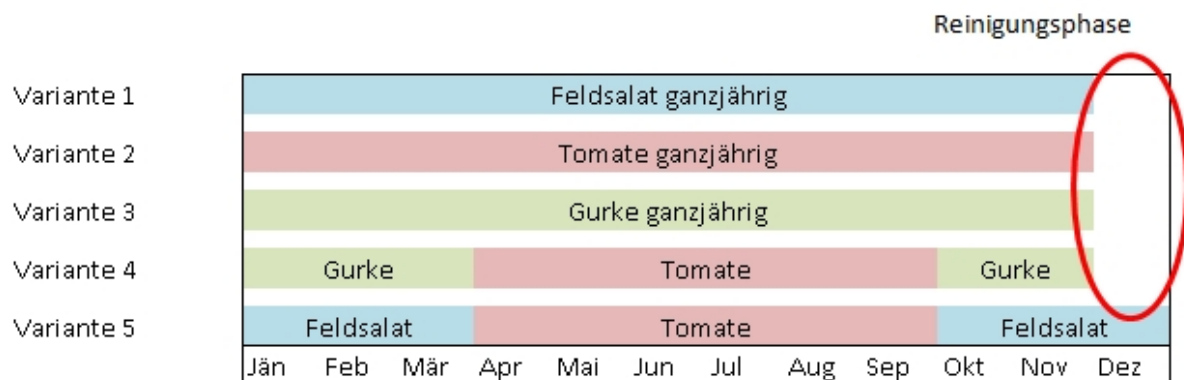 Reinigungsphase
Variante 1 Feldsalat ganzjährig
Variante 2 Tomate ganzjährig
Variante 3 Gurke ganzjährig
Variante 4 Gurke Tomate Gurke
Variante 5 Feldsalat Tomate Feldsalat
Jän Feb Mär Apr Mai Jun Jul Aug Sep Okt Nov Dez